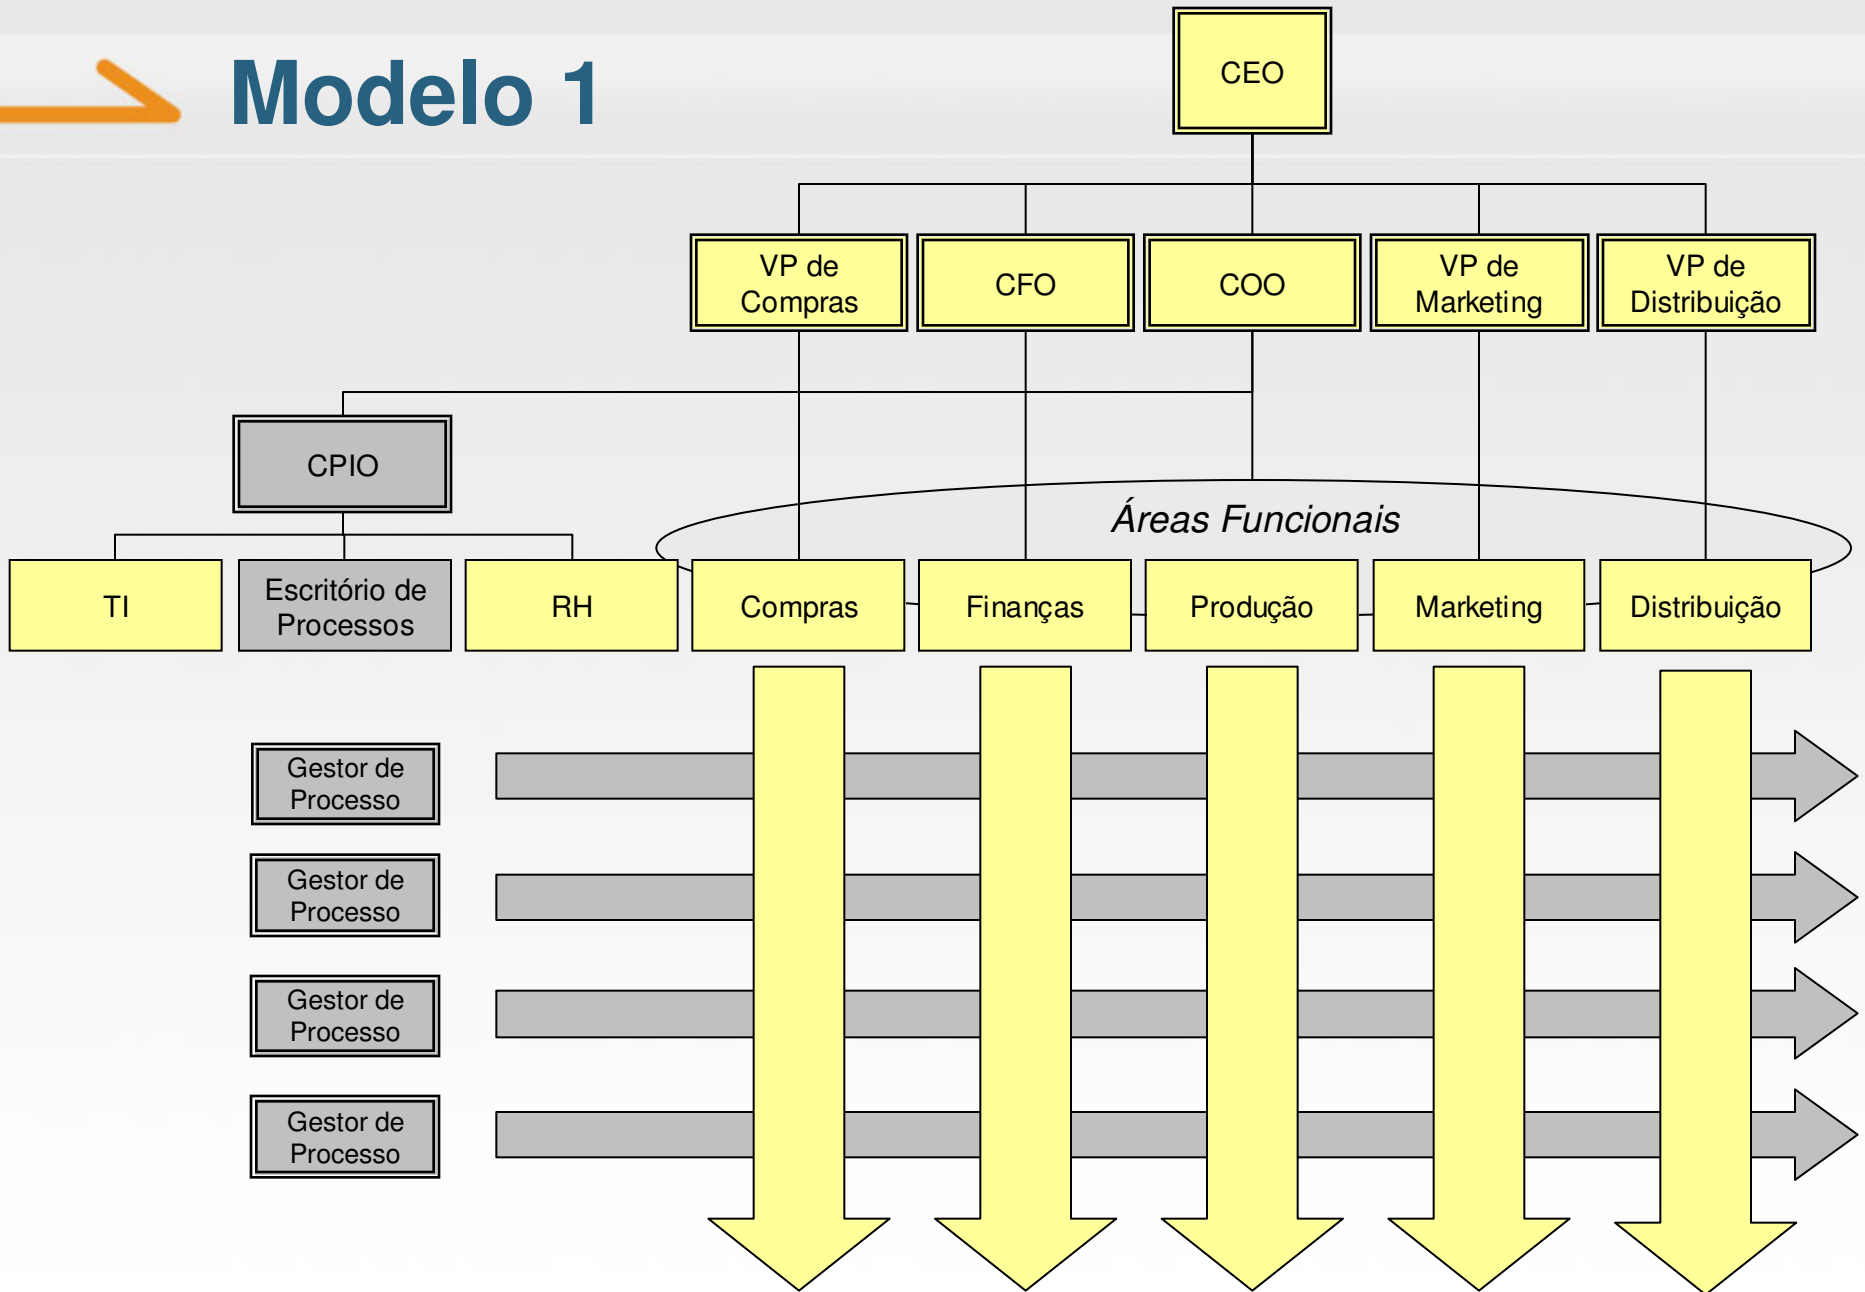 Modelo 1
CEO
VP de
Compras
CFO
COO
VP de
Marketing
VP de
Distribuição
CPIO
Áreas Funcionais
TI
Escritório de
Processos
RH
Compras
Finanças
Produção
Marketing
Distribuição
Gestor de
Processo
Gestor de
Processo
Gestor de
Processo
Gestor de
Processo